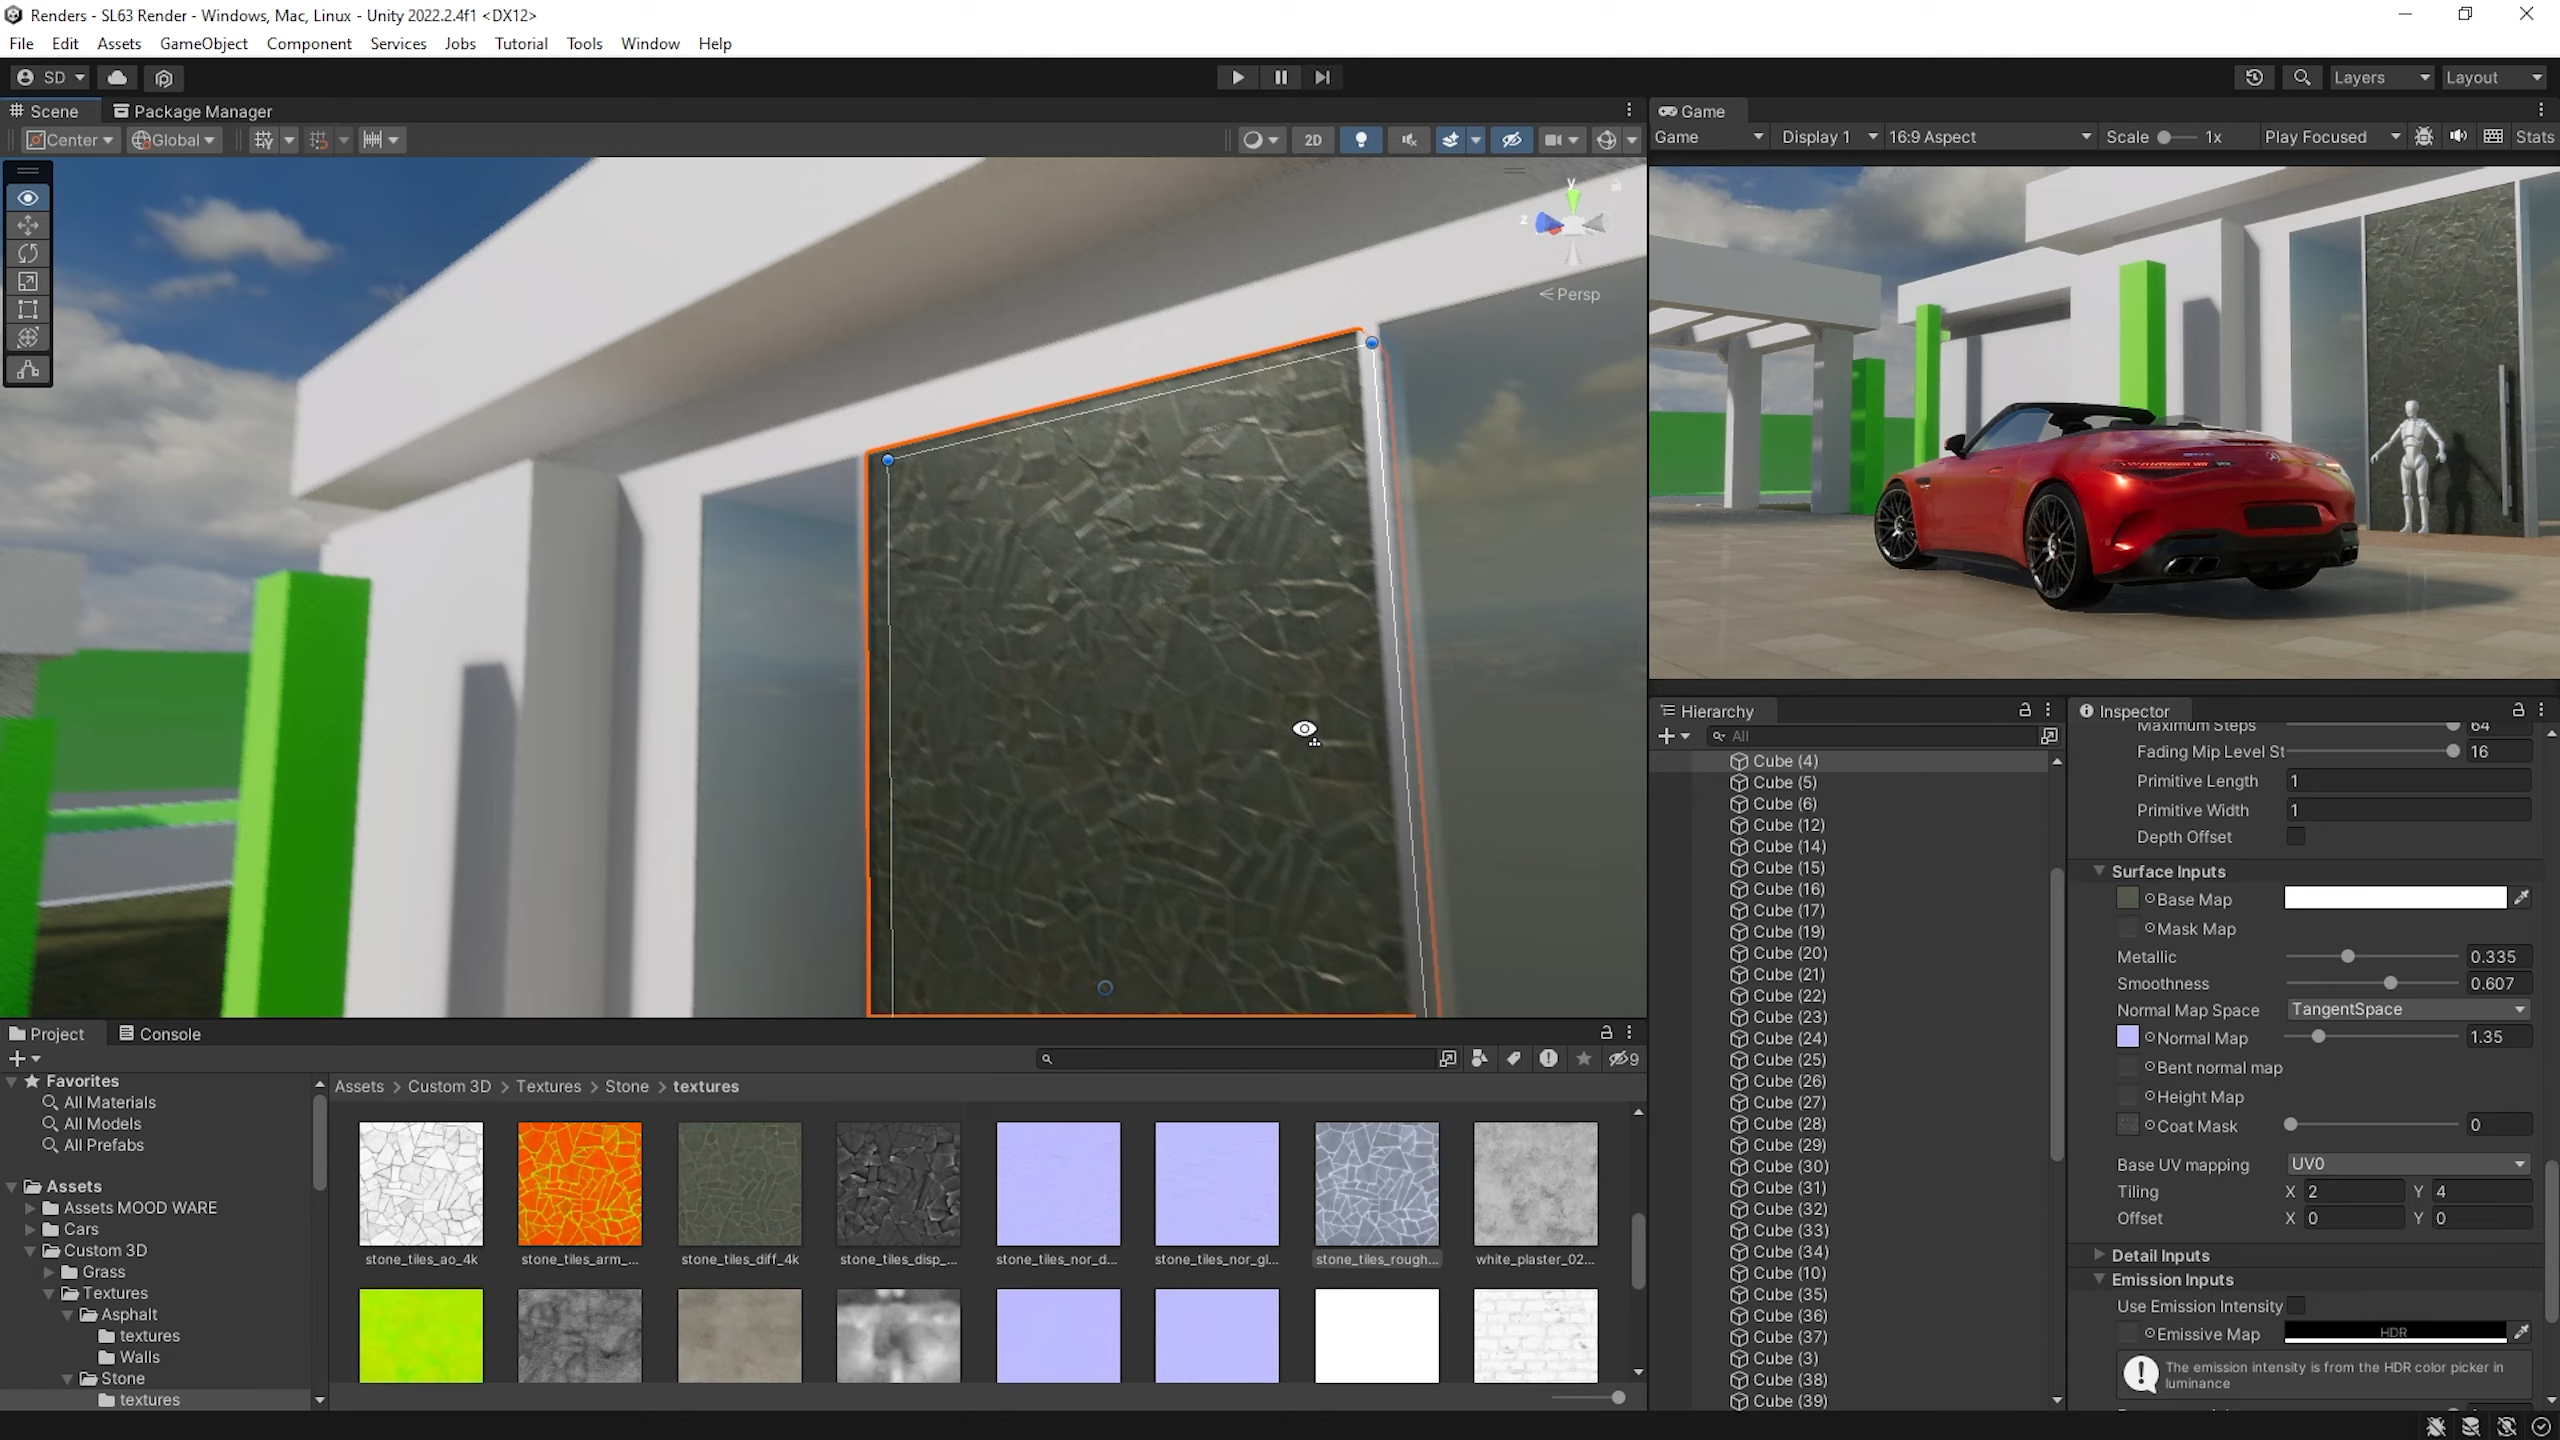 Renders - SL63 Render - Windows, Mac, Linux - Unity 2022.2.4f1 <DX12>
File Edit Assets GameObject Component Services Jobs Tutorial Tools Window Help
SD
Layers Layout
Scene Package Manager
Center Global
2D
y
z
Persp
Game
Game Display 1 16:9 Aspect Scale 1x Play Focused Stats
Hierarchy
All
Cube (4)
Cube (5)
Cube (6)
Cube (12)
Cube (14)
Cube (15)
Cube (16)
Cube (17)
Cube (19)
Cube (20)
Cube (21)
Cube (22)
Cube (23)
Cube (24)
Cube (25)
Cube (26)
Cube (27)
Cube (28)
Cube (29)
Cube (30)
Cube (31)
Cube (32)
Cube (33)
Cube (34)
Cube (10)
Cube (35)
Cube (36)
Cube (37)
Cube (3)
Cube (38)
Cube (39)
Inspector
Maximum Steps 64
Fading Mip Level St 16
Primitive Length 1
Primitive Width 1
Depth Offset
Surface Inputs
Base Map
Mask Map
Metallic 0.335
Smoothness 0.607
Normal Map Space TangentSpace
Normal Map 1.35
Bent normal map
Height Map
Coat Mask 0
Base UV mapping UV0
Tiling X 2 Y 4
Offset X 0 Y 0
Detail Inputs
Emission Inputs
Use Emission Intensity
Emissive Map HDR
The emission intensity is from the HDR color picker in
luminance
Project Console
9
Favorites
All Materials
All Models
All Prefabs
Assets
Assets MOOD WARE
Cars
Custom 3D
Grass
Textures
Asphalt
textures
Walls
Stone
textures
Assets > Custom 3D > Textures > Stone > textures
stone_tiles_ao_4k stone_tiles_arm_... stone_tiles_diff_4k stone_tiles_disp_... stone_tiles_nor_d... stone_tiles_nor_gl... stone_tiles_rough... white_plaster_02...